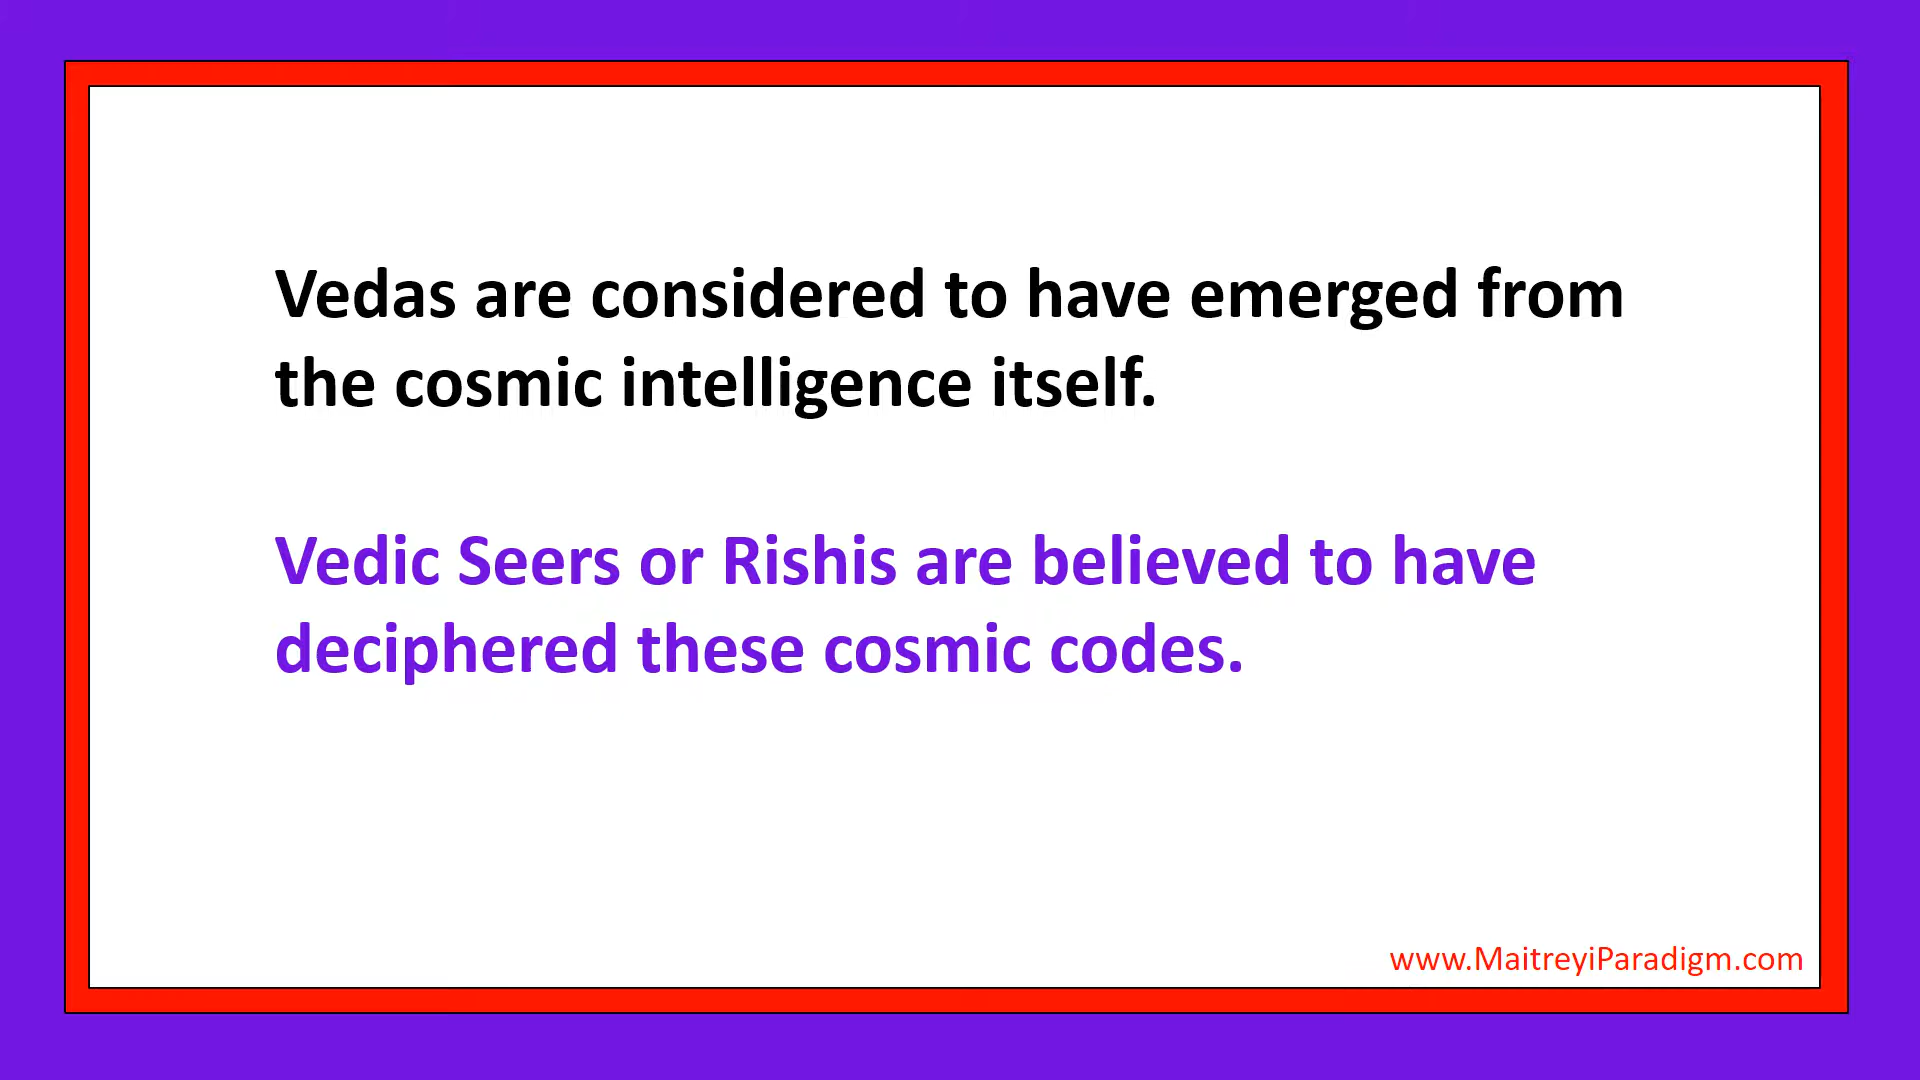 Vedas are considered to have emerged from
the cosmic intelligence itself.
Vedic Seers or Rishis are believed to have
deciphered these cosmic codes.
www.MaitreyiParadigm.com